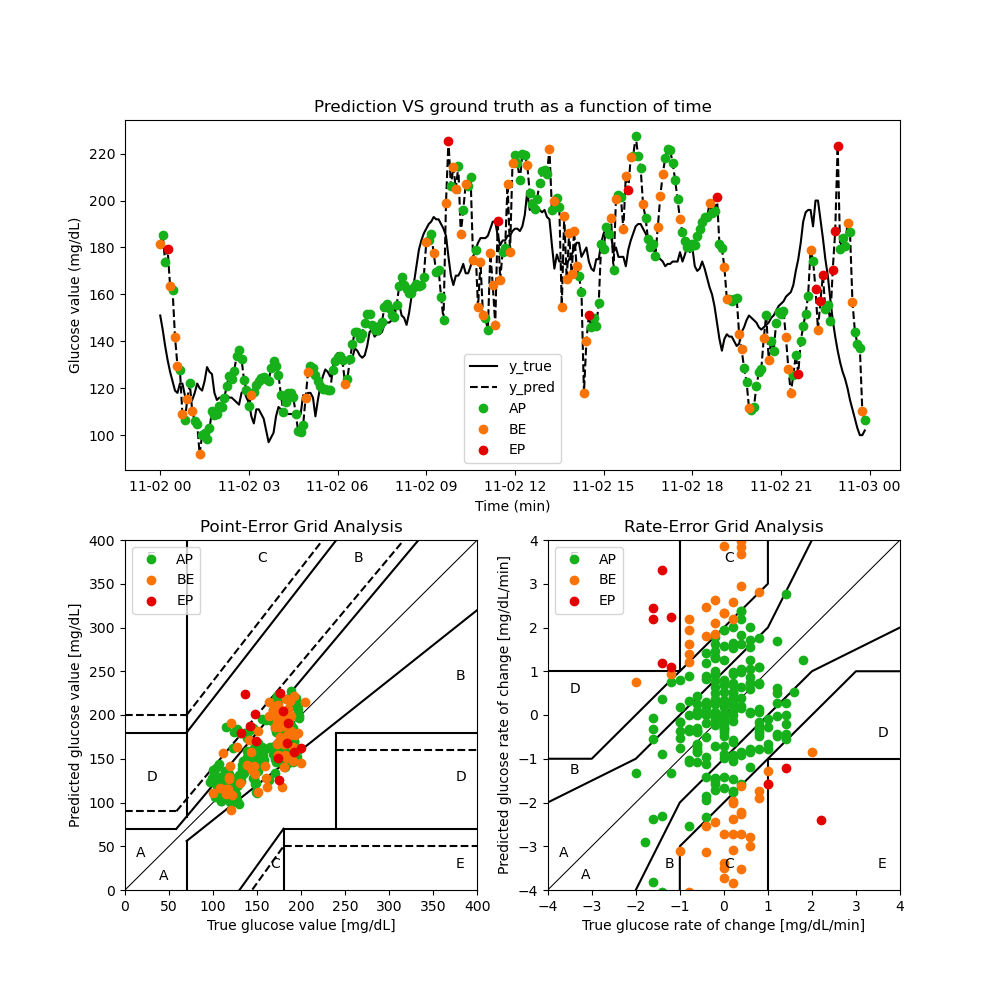 Prediction VS ground truth as a function of time
Glucose value (mg/dL)
220
200
180
160
140
120
100
y_true
y_pred
AP
BE
EP
11-02 00 11-02 03 11-02 06 11-02 09 11-02 12 11-02 15 11-02 18 11-02 21 11-03 00
Time (min)
Point-Error Grid Analysis
Predicted glucose value [mg/dL]
400
350
300
250
200
150
100
50
0
AP
BE
EP
C
B
B
D
D
A
A
C
E
0 50 100 150 200 250 300 350 400
True glucose value [mg/dL]
Rate-Error Grid Analysis
Predicted glucose rate of change [mg/dL/min]
4
3
2
1
0
−1
−2
−3
−4
AP
BE
EP
C
D
D
B
A
A
B
C
E
−4 −3 −2 −1 0 1 2 3 4
True glucose rate of change [mg/dL/min]